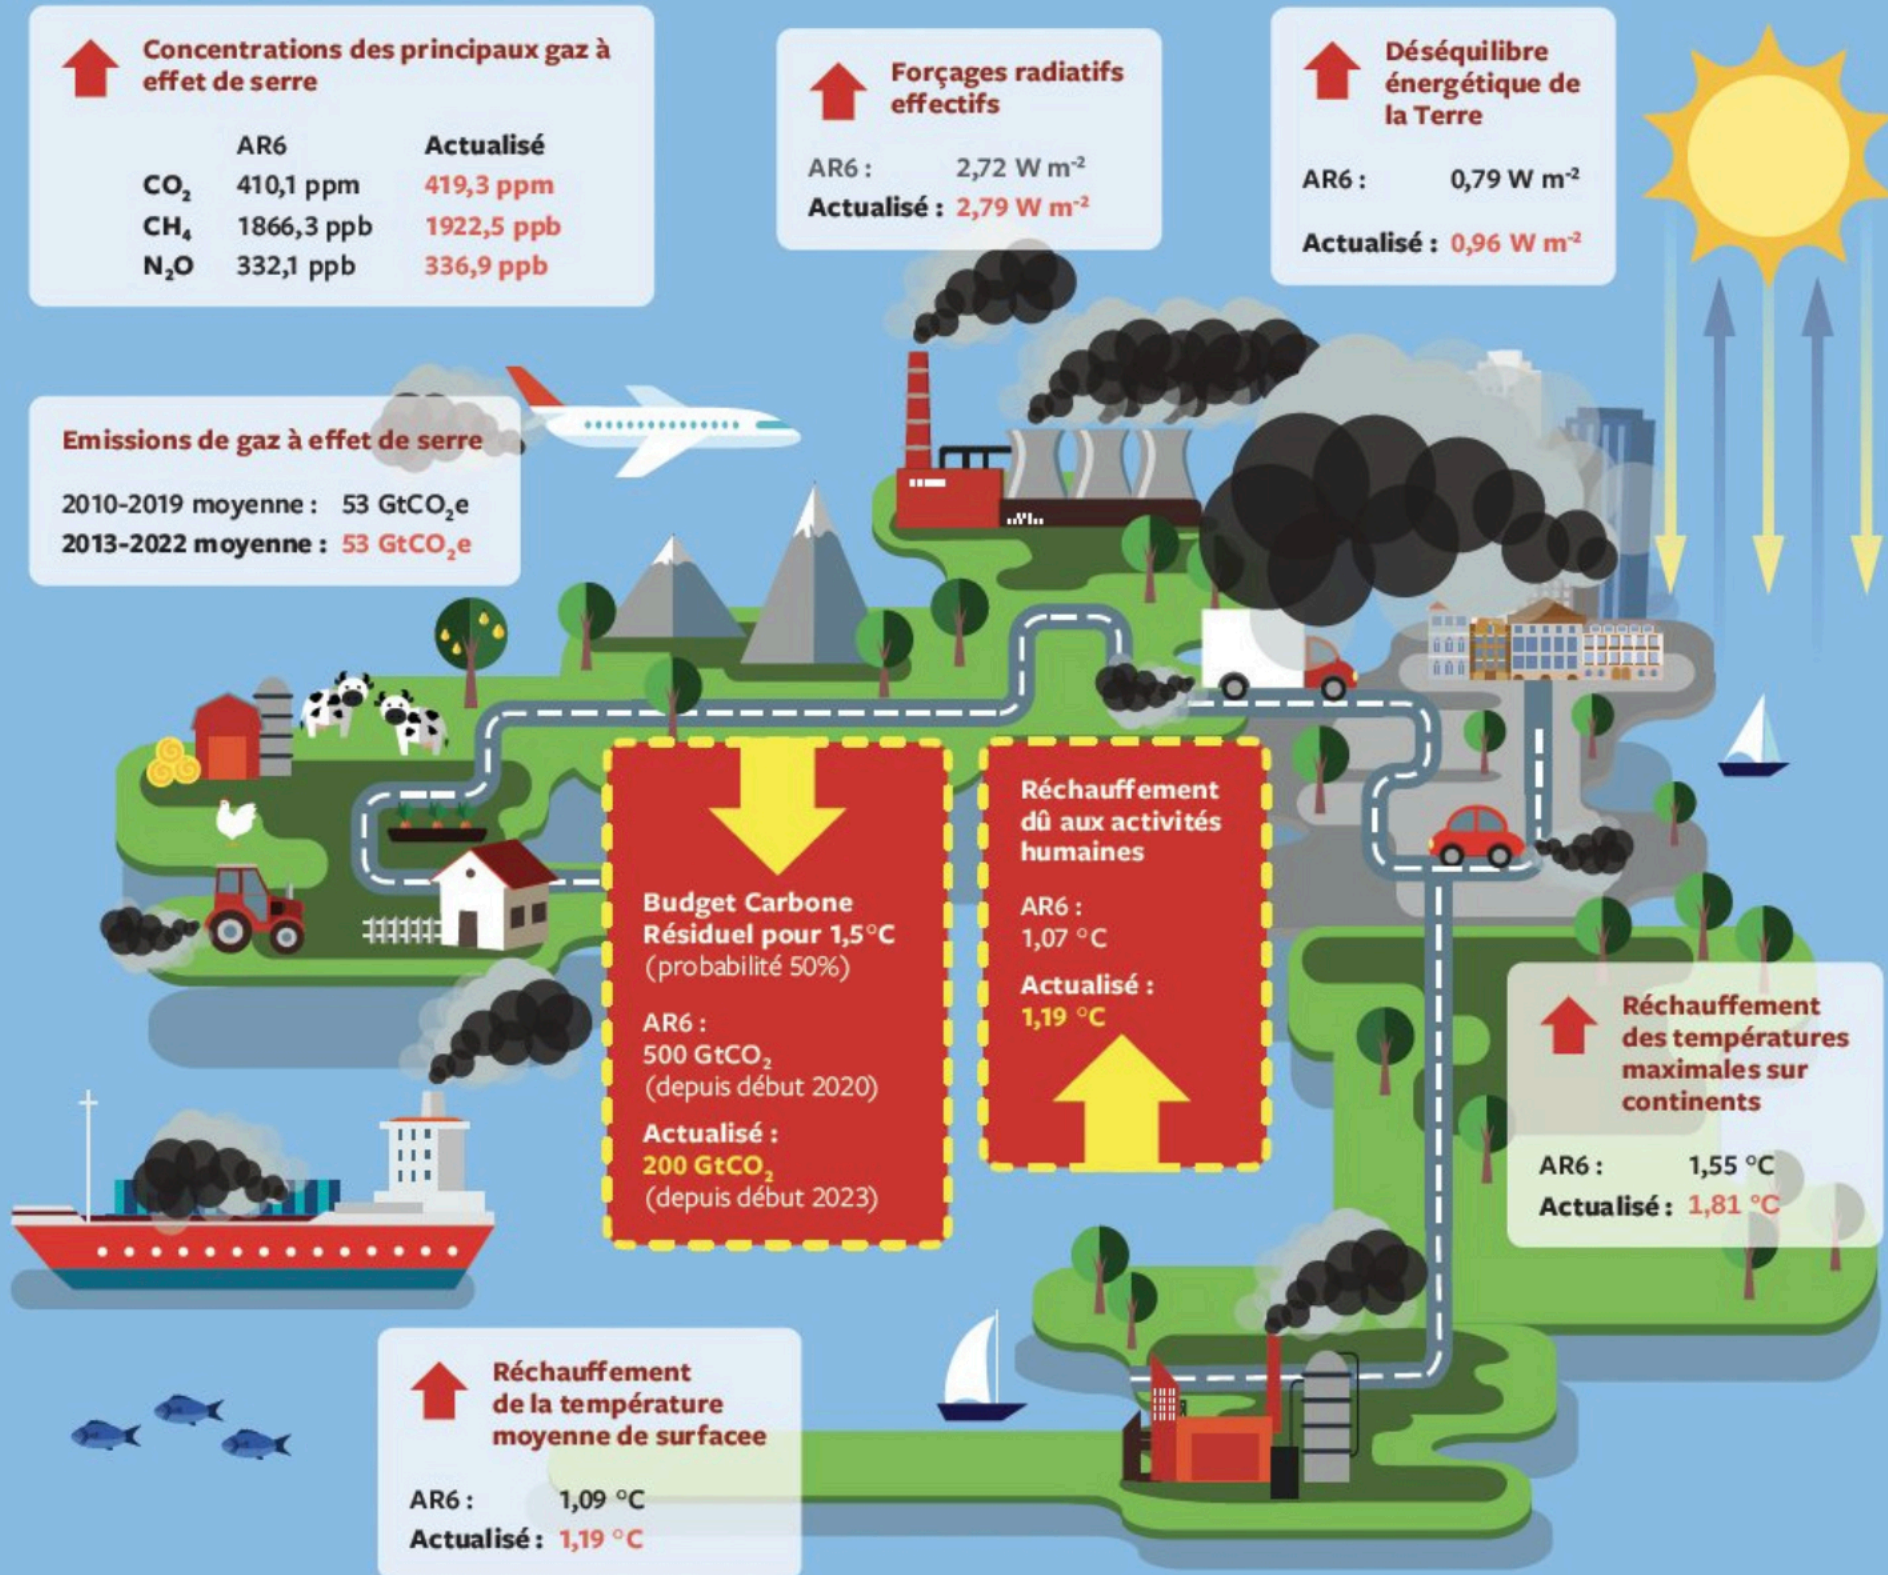 Concentrations des principaux gaz à
effet de serre
AR6 Actualisé
CO₂ 410,1 ppm 419,3 ppm
CH₄ 1866,3 ppb 1922,5 ppb
N₂O 332,1 ppb 336,9 ppb
Forçages radiatifs
effectifs
AR6 : 2,72 W m⁻²
Actualisé : 2,79 W m⁻²
Déséquilibre
énergétique de
la Terre
AR6 : 0,79 W m⁻²
Actualisé : 0,96 W m⁻²
Emissions de gaz à effet de serre
2010-2019 moyenne : 53 GtCO₂e
2013-2022 moyenne : 53 GtCO₂e
Budget Carbone
Résiduel pour 1,5°C
(probabilité 50%)
AR6 :
500 GtCO₂
(depuis début 2020)
Actualisé :
200 GtCO₂
(depuis début 2023)
Réchauffement
dû aux activités
humaines
AR6 :
1,07 °C
Actualisé :
1,19 °C
Réchauffement
des températures
maximales sur
continents
AR6 : 1,55 °C
Actualisé : 1,81 °C
Réchauffement
de la température
moyenne de surfacee
AR6 : 1,09 °C
Actualisé : 1,19 °C